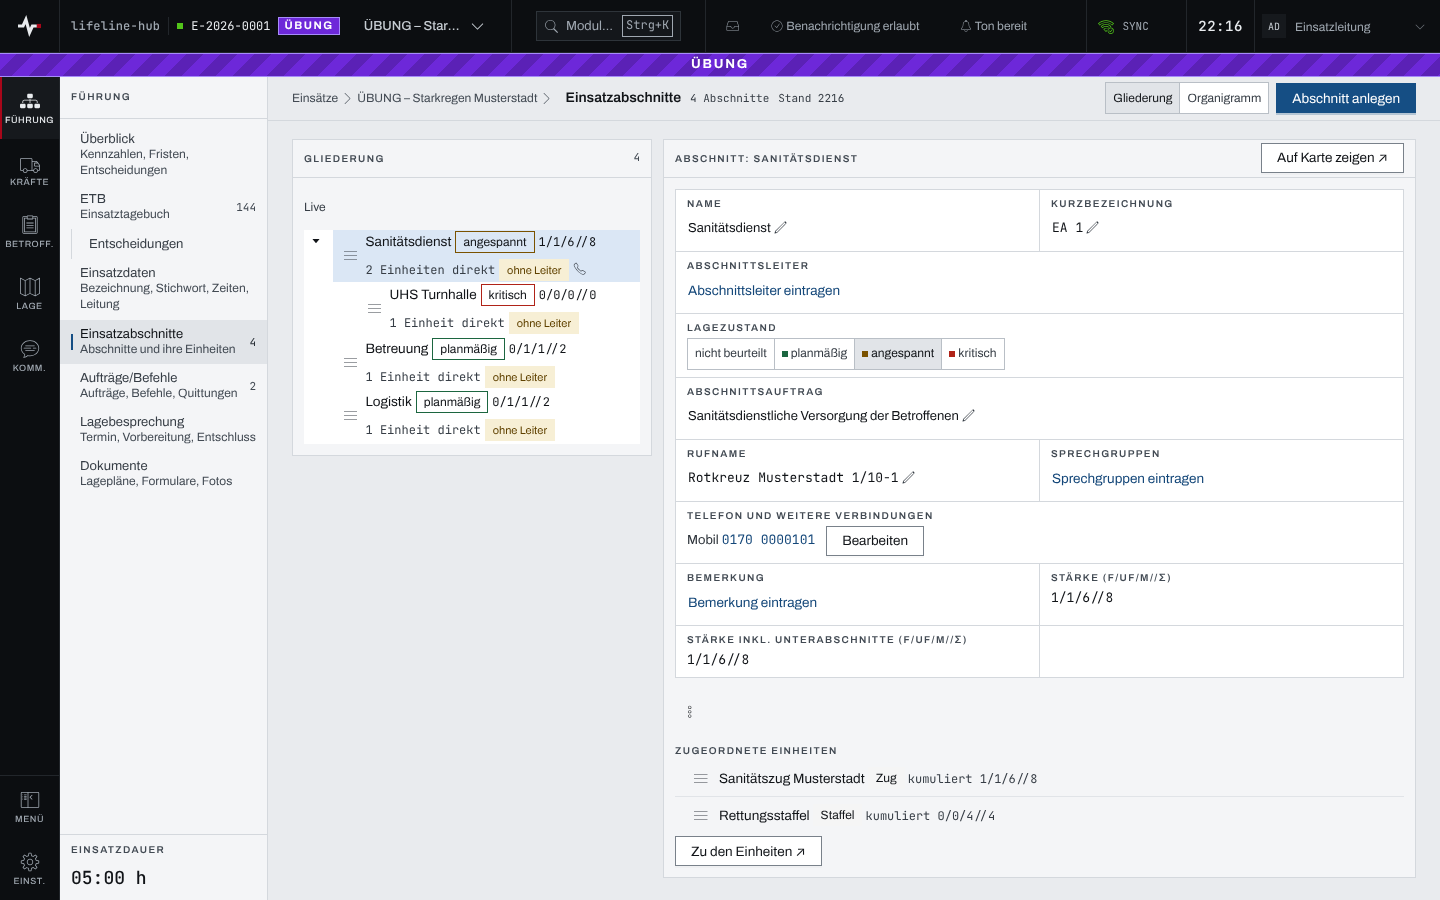 lifeline-hub
E-2026-0001
ÜBUNG
ÜBUNG – Star...
Modul...
Strg+K
Benachrichtigung erlaubt
Ton bereit
SYNC
22:16
AD
Einsatzleitung
ÜBUNG
FÜHRUNG
KRÄFTE
BETROFF.
LAGE
KOMM.
MENÜ
EINST.
FÜHRUNG
Überblick
Kennzahlen, Fristen,
Entscheidungen
ETB
Einsatztagebuch
144
Entscheidungen
Einsatzdaten
Bezeichnung, Stichwort, Zeiten,
Leitung
Einsatzabschnitte
Abschnitte und ihre Einheiten
4
Aufträge/Befehle
Aufträge, Befehle, Quittungen
2
Lagebesprechung
Termin, Vorbereitung, Entschluss
Dokumente
Lagepläne, Formulare, Fotos
EINSATZDAUER
05:00 h
Einsätze
ÜBUNG – Starkregen Musterstadt
Einsatzabschnitte
4 Abschnitte
Stand 2216
Gliederung
Organigramm
Abschnitt anlegen
GLIEDERUNG
4
Live
Sanitätsdienst angespannt 1/1/6//8
2 Einheiten direkt ohne Leiter
UHS Turnhalle kritisch 0/0/0//0
1 Einheit direkt ohne Leiter
Betreuung planmäßig 0/1/1//2
1 Einheit direkt ohne Leiter
Logistik planmäßig 0/1/1//2
1 Einheit direkt ohne Leiter
ABSCHNITT: SANITÄTSDIENST
Auf Karte zeigen ↗
NAME
Sanitätsdienst
KURZBEZEICHNUNG
EA 1
ABSCHNITTSLEITER
Abschnittsleiter eintragen
LAGEZUSTAND
nicht beurteilt
planmäßig
angespannt
kritisch
ABSCHNITTSAUFTRAG
Sanitätsdienstliche Versorgung der Betroffenen
RUFNAME
Rotkreuz Musterstadt 1/10-1
SPRECHGRUPPEN
Sprechgruppen eintragen
TELEFON UND WEITERE VERBINDUNGEN
Mobil 0170 0000101
Bearbeiten
BEMERKUNG
Bemerkung eintragen
STÄRKE (F/UF/M//Σ)
1/1/6//8
STÄRKE INKL. UNTERABSCHNITTE (F/UF/M//Σ)
1/1/6//8
ZUGEORDNETE EINHEITEN
Sanitätszug Musterstadt Zug kumuliert 1/1/6//8
Rettungsstaffel Staffel kumuliert 0/0/4//4
Zu den Einheiten ↗